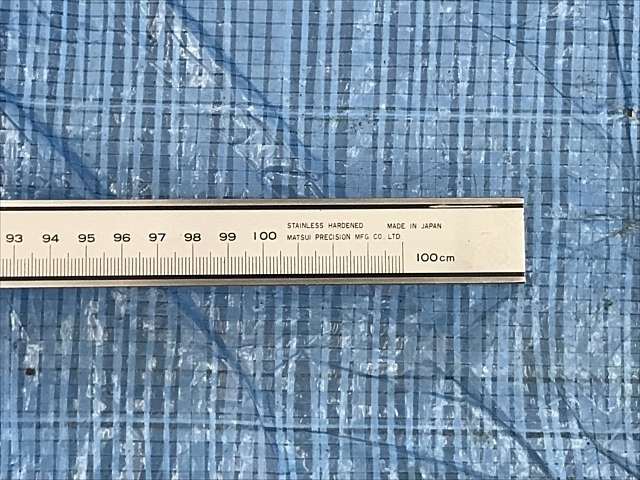 STAINLESS HARDENED MADE IN JAPAN
93 94 95 96 97 98 99 100 MATSUI PRECISION MFG. CO. LTD
100cm